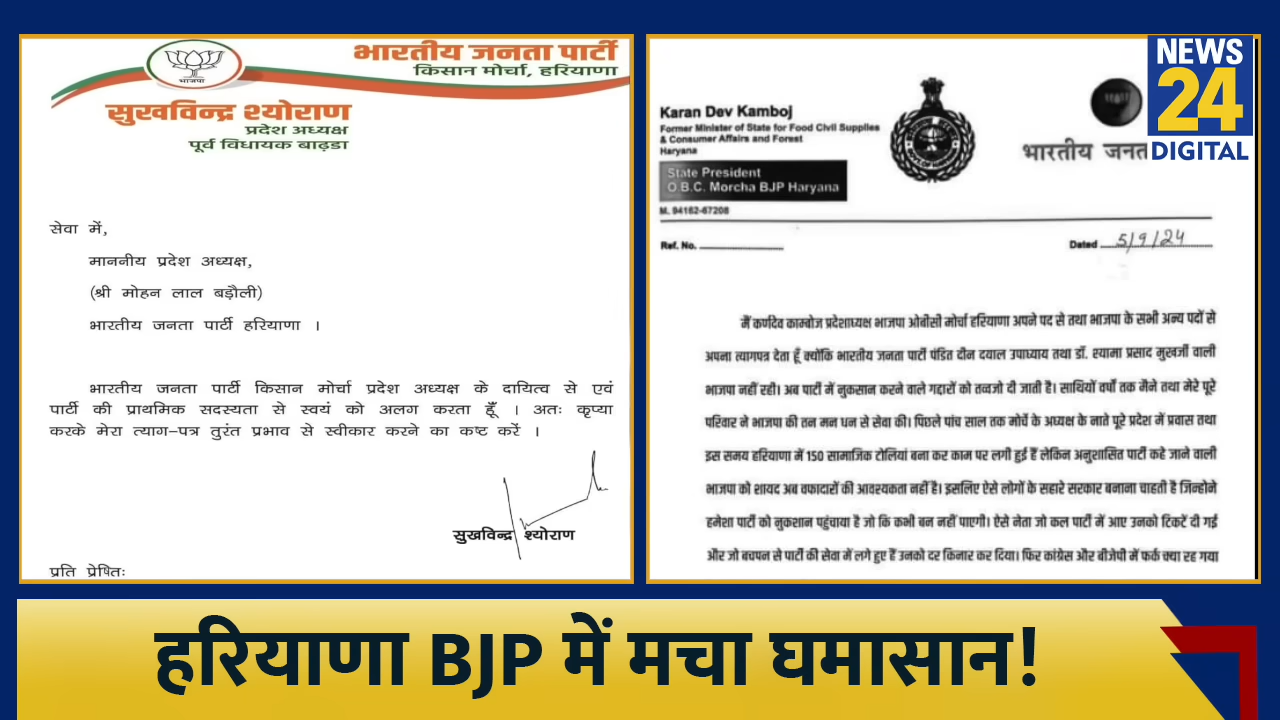 भाजपा
भारतीय जनता पार्टी
किसान मोर्चा, हरियाणा
सुखविन्द्र श्योराण
प्रदेश अध्यक्ष
पूर्व विधायक बाढ़डा
सेवा में,
माननीय प्रदेश अध्यक्ष,
(श्री मोहन लाल बड़ौली)
भारतीय जनता पार्टी हरियाणा ।
भारतीय जनता पार्टी किसान मोर्चा प्रदेश अध्यक्ष के दायित्व से एवं
पार्टी की प्राथमिक सदस्यता से स्वयं को अलग करता हूँ । अतः कृप्या
करके मेरा त्याग–पत्र तुरंत प्रभाव से स्वीकार करने का कष्ट करें ।
सुखविन्द्र श्योराण
प्रति प्रेषितः
Karan Dev Kamboj
Former Minister of State for Food Civil Supplies
& Consumer Affairs and Forest
Haryana
State President
O.B.C. Morcha BJP Haryana
M. 94162-67208
भारतीय जनत
NEWS
24
DIGITAL
Ref. No.
Dated 5/9/24
मैं कर्णदेव काम्बोज प्रदेशाध्यक्ष भाजपा ओबीसी मोर्चा हरियाणा अपने पद से तथा भाजपा के सभी अन्य पदों से
अपना त्यागपत्र देता हूँ क्योंकि भारतीय जनता पार्टी पंडित दीन दयाल उपाध्याय तथा डॉ. श्यामा प्रसाद मुखर्जी वाली
भाजपा नहीं रही। अब पार्टी में नुकसान करने वाले गद्दारों को तव्वजो दी जाती है। साथियों वर्षों तक मैने तथा मेरे पूरे
परिवार ने भाजपा की तन मन धन से सेवा की। पिछले पांच साल तक मोर्चे के अध्यक्ष के नाते पूरे प्रदेश में प्रवास तथा
इस समय हरियाणा में 150 सामाजिक टोलियां बना कर काम पर लगी हुई हैं लेकिन अनुशासित पार्टी कहे जाने वाली
भाजपा को शायद अब वफादारों की आवश्यकता नहीं है। इसलिए ऐसे लोगों के सहारे सरकार बनाना चाहती है जिन्होने
हमेशा पार्टी को नुकशान पहुंचाया है जो कि कभी बन नहीं पाएगी। ऐसे नेता जो कल पार्टी में आए उनको टिकटें दी गई
और जो बचपन से पार्टी की सेवा में लगे हुए हैं उनको दर किनार कर दिया। फिर कांग्रेस और बीजेपी में फर्क क्या रह गया
हरियाणा BJP में मचा घमासान!